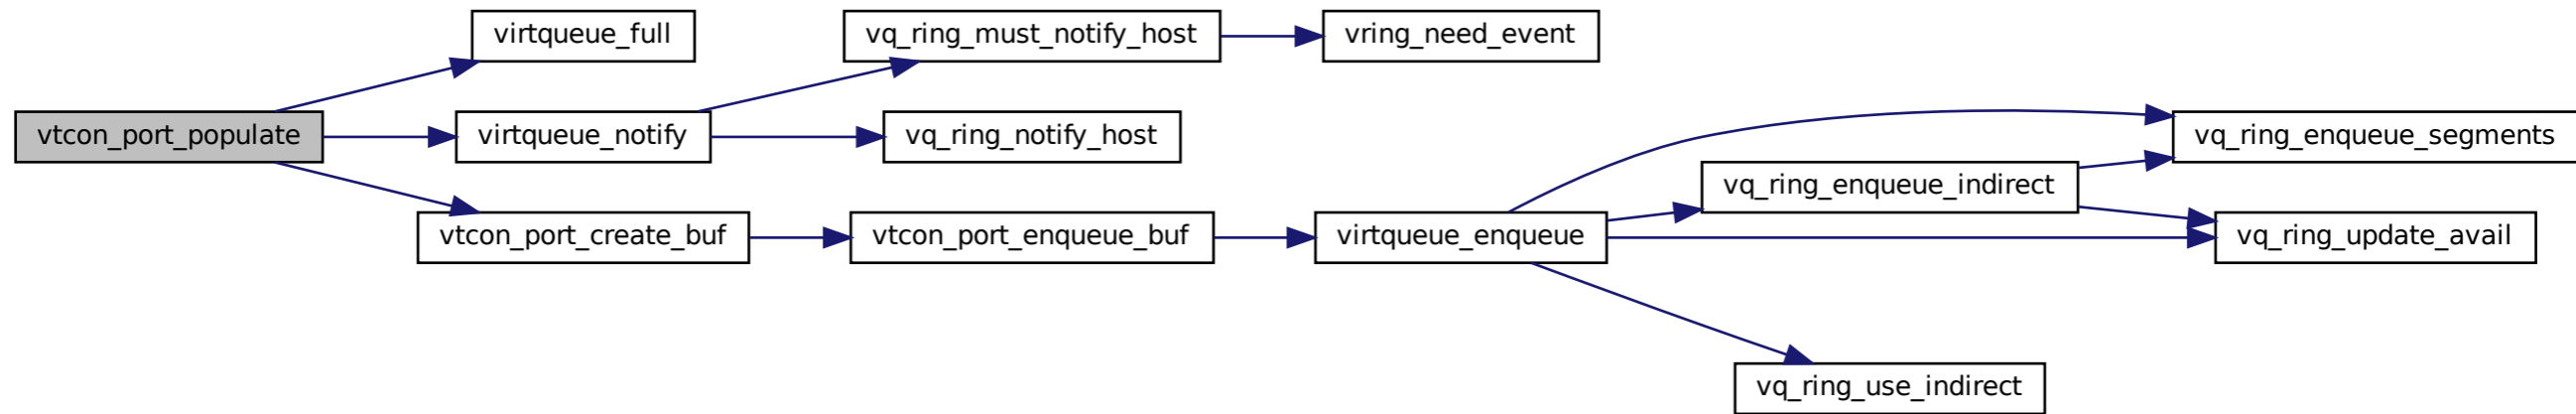 virtqueue_full
vq_ring_must_notify_host
vring_need_event
vtcon_port_populate
virtqueue_notify
vq_ring_notify_host
vq_ring_enqueue_segments
vq_ring_enqueue_indirect
vtcon_port_create_buf
vtcon_port_enqueue_buf
virtqueue_enqueue
vq_ring_update_avail
vq_ring_use_indirect